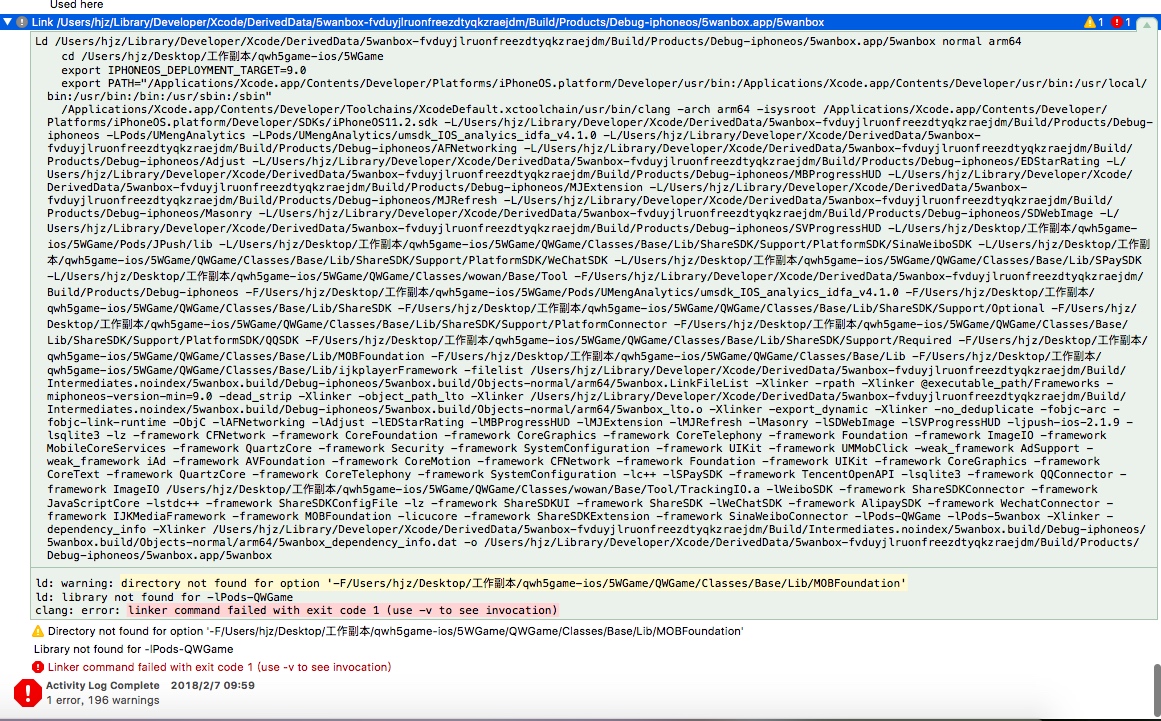 Used here
Link /Users/hjz/Library/Developer/Xcode/DerivedData/5wanbox-fvduyjlruonfreezdtyqkzraejdm/Build/Products/Debug-iphoneos/5wanbox.app/5wanbox 1 1
Ld /Users/hjz/Library/Developer/Xcode/DerivedData/5wanbox-fvduyjlruonfreezdtyqkzraejdm/Build/Products/Debug-iphoneos/5wanbox.app/5wanbox normal arm64
cd /Users/hjz/Desktop/工作副本/qwh5game-ios/5WGame
export IPHONEOS_DEPLOYMENT_TARGET=9.0
export PATH="/Applications/Xcode.app/Contents/Developer/Platforms/iPhoneOS.platform/Developer/usr/bin:/Applications/Xcode.app/Contents/Developer/usr/bin:/usr/local/
bin:/usr/bin:/bin:/usr/sbin:/sbin"
/Applications/Xcode.app/Contents/Developer/Toolchains/XcodeDefault.xctoolchain/usr/bin/clang -arch arm64 -isysroot /Applications/Xcode.app/Contents/Developer/
Platforms/iPhoneOS.platform/Developer/SDKs/iPhoneOS11.2.sdk -L/Users/hjz/Library/Developer/Xcode/DerivedData/5wanbox-fvduyjlruonfreezdtyqkzraejdm/Build/Products/Debug-
iphoneos -LPods/UMengAnalytics -LPods/UMengAnalytics/umsdk_IOS_analyics_idfa_v4.1.0 -L/Users/hjz/Library/Developer/Xcode/DerivedData/5wanbox-
fvduyjlruonfreezdtyqkzraejdm/Build/Products/Debug-iphoneos/AFNetworking -L/Users/hjz/Library/Developer/Xcode/DerivedData/5wanbox-fvduyjlruonfreezdtyqkzraejdm/Build/
Products/Debug-iphoneos/Adjust -L/Users/hjz/Library/Developer/Xcode/DerivedData/5wanbox-fvduyjlruonfreezdtyqkzraejdm/Build/Products/Debug-iphoneos/EDStarRating -L/
Users/hjz/Library/Developer/Xcode/DerivedData/5wanbox-fvduyjlruonfreezdtyqkzraejdm/Build/Products/Debug-iphoneos/MBProgressHUD -L/Users/hjz/Library/Developer/Xcode/
DerivedData/5wanbox-fvduyjlruonfreezdtyqkzraejdm/Build/Products/Debug-iphoneos/MJExtension -L/Users/hjz/Library/Developer/Xcode/DerivedData/5wanbox-
fvduyjlruonfreezdtyqkzraejdm/Build/Products/Debug-iphoneos/MJRefresh -L/Users/hjz/Library/Developer/Xcode/DerivedData/5wanbox-fvduyjlruonfreezdtyqkzraejdm/Build/
Products/Debug-iphoneos/Masonry -L/Users/hjz/Library/Developer/Xcode/DerivedData/5wanbox-fvduyjlruonfreezdtyqkzraejdm/Build/Products/Debug-iphoneos/SDWebImage -L/
Users/hjz/Library/Developer/Xcode/DerivedData/5wanbox-fvduyjlruonfreezdtyqkzraejdm/Build/Products/Debug-iphoneos/SVProgressHUD -L/Users/hjz/Desktop/工作副本/qwh5game-
ios/5WGame/Pods/JPush/lib -L/Users/hjz/Desktop/工作副本/qwh5game-ios/5WGame/QWGame/Classes/Base/Lib/ShareSDK/Support/PlatformSDK/SinaWeiboSDK -L/Users/hjz/Desktop/工作副
本/qwh5game-ios/5WGame/QWGame/Classes/Base/Lib/ShareSDK/Support/PlatformSDK/WeChatSDK -L/Users/hjz/Desktop/工作副本/qwh5game-ios/5WGame/QWGame/Classes/Base/Lib/SPaySDK
-L/Users/hjz/Desktop/工作副本/qwh5game-ios/5WGame/QWGame/Classes/wowan/Base/Tool -F/Users/hjz/Library/Developer/Xcode/DerivedData/5wanbox-fvduyjlruonfreezdtyqkzraejdm/
Build/Products/Debug-iphoneos -F/Users/hjz/Desktop/工作副本/qwh5game-ios/5WGame/Pods/UMengAnalytics/umsdk_IOS_analyics_idfa_v4.1.0 -F/Users/hjz/Desktop/工作副本/
qwh5game-ios/5WGame/QWGame/Classes/Base/Lib/ShareSDK -F/Users/hjz/Desktop/工作副本/qwh5game-ios/5WGame/QWGame/Classes/Base/Lib/ShareSDK/Support/Optional -F/Users/hjz/
Desktop/工作副本/qwh5game-ios/5WGame/QWGame/Classes/Base/Lib/ShareSDK/Support/PlatformConnector -F/Users/hjz/Desktop/工作副本/qwh5game-ios/5WGame/QWGame/Classes/Base/
Lib/ShareSDK/Support/PlatformSDK/QQSDK -F/Users/hjz/Desktop/工作副本/qwh5game-ios/5WGame/QWGame/Classes/Base/Lib/ShareSDK/Support/Required -F/Users/hjz/Desktop/工作副本/
qwh5game-ios/5WGame/QWGame/Classes/Base/Lib/MOBFoundation -F/Users/hjz/Desktop/工作副本/qwh5game-ios/5WGame/QWGame/Classes/Base/Lib -F/Users/hjz/Desktop/工作副本/
qwh5game-ios/5WGame/QWGame/Classes/Base/Lib/ijkplayerFramework -filelist /Users/hjz/Library/Developer/Xcode/DerivedData/5wanbox-fvduyjlruonfreezdtyqkzraejdm/Build/
Intermediates.noindex/5wanbox.build/Debug-iphoneos/5wanbox.build/Objects-normal/arm64/5wanbox.LinkFileList -Xlinker -rpath -Xlinker @executable_path/Frameworks -
miphoneos-version-min=9.0 -dead_strip -Xlinker -object_path_lto -Xlinker /Users/hjz/Library/Developer/Xcode/DerivedData/5wanbox-fvduyjlruonfreezdtyqkzraejdm/Build/
Intermediates.noindex/5wanbox.build/Debug-iphoneos/5wanbox.build/Objects-normal/arm64/5wanbox_lto.o -Xlinker -export_dynamic -Xlinker -no_deduplicate -fobjc-arc -
fobjc-link-runtime -ObjC -lAFNetworking -lAdjust -lEDStarRating -lMBProgressHUD -lMJExtension -lMJRefresh -lMasonry -lSDWebImage -lSVProgressHUD -ljpush-ios-2.1.9 -
lsqlite3 -lz -framework CFNetwork -framework CoreFoundation -framework CoreGraphics -framework CoreTelephony -framework Foundation -framework ImageIO -framework
MobileCoreServices -framework QuartzCore -framework Security -framework SystemConfiguration -framework UIKit -framework UMMobClick -weak_framework AdSupport -
weak_framework iAd -framework AVFoundation -framework CoreMotion -framework CFNetwork -framework Foundation -framework UIKit -framework CoreGraphics -framework
CoreText -framework QuartzCore -framework CoreTelephony -framework SystemConfiguration -lc++ -lSPaySDK -framework TencentOpenAPI -lsqlite3 -framework QQConnector -
framework ImageIO /Users/hjz/Desktop/工作副本/qwh5game-ios/5WGame/QWGame/Classes/wowan/Base/Tool/TrackingIO.a -lWeiboSDK -framework ShareSDKConnector -framework
JavaScriptCore -lstdc++ -framework ShareSDKConfigFile -lz -framework ShareSDKUI -framework ShareSDK -lWeChatSDK -framework AlipaySDK -framework WechatConnector -
framework IJKMediaFramework -framework MOBFoundation -licucore -framework ShareSDKExtension -framework SinaWeiboConnector -lPods-QWGame -lPods-5wanbox -Xlinker -
dependency_info -Xlinker /Users/hjz/Library/Developer/Xcode/DerivedData/5wanbox-fvduyjlruonfreezdtyqkzraejdm/Build/Intermediates.noindex/5wanbox.build/Debug-iphoneos/
5wanbox.build/Objects-normal/arm64/5wanbox_dependency_info.dat -o /Users/hjz/Library/Developer/Xcode/DerivedData/5wanbox-fvduyjlruonfreezdtyqkzraejdm/Build/Products/
Debug-iphoneos/5wanbox.app/5wanbox
ld: warning: directory not found for option '-F/Users/hjz/Desktop/工作副本/qwh5game-ios/5WGame/QWGame/Classes/Base/Lib/MOBFoundation'
ld: library not found for -lPods-QWGame
clang: error: linker command failed with exit code 1 (use -v to see invocation)
Directory not found for option '-F/Users/hjz/Desktop/工作副本/qwh5game-ios/5WGame/QWGame/Classes/Base/Lib/MOBFoundation'
Library not found for -lPods-QWGame
Linker command failed with exit code 1 (use -v to see invocation)
Activity Log Complete 2018/2/7 09:59
1 error, 196 warnings